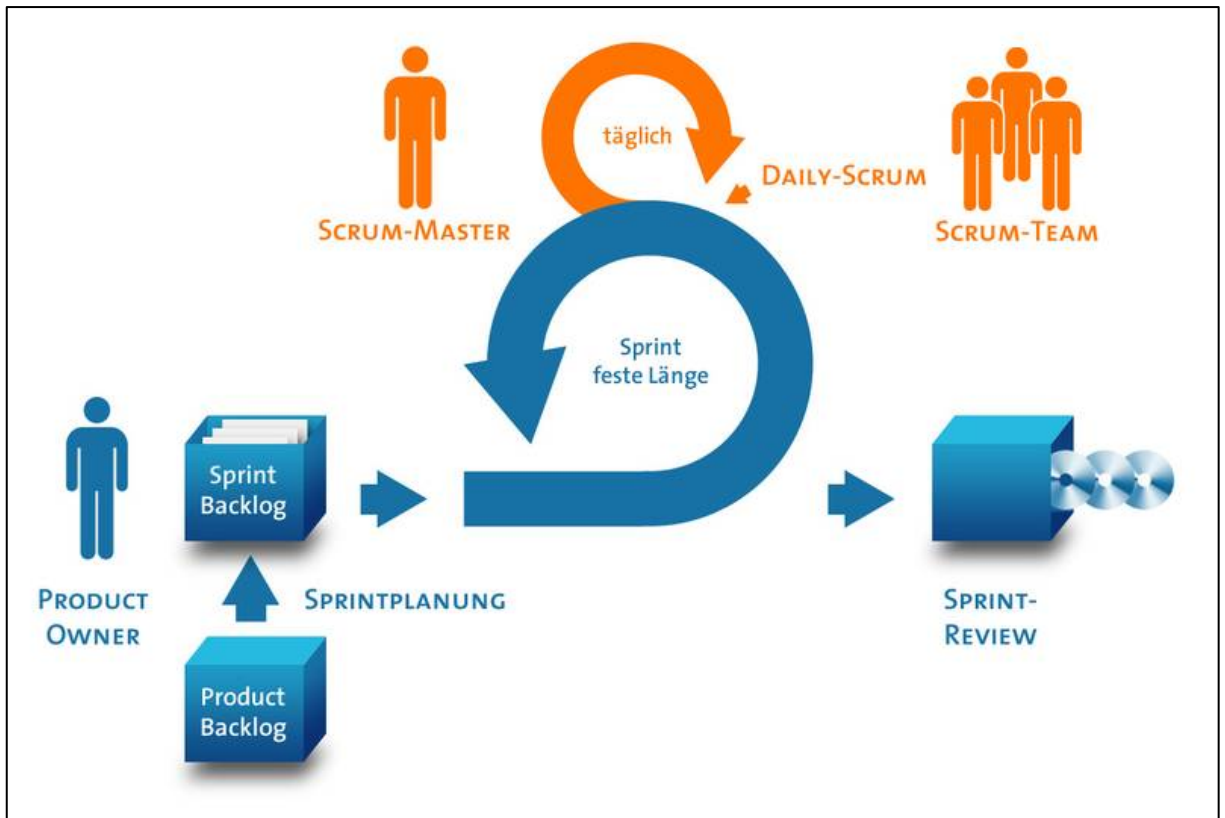 täglich
DAILY-SCRUM
SCRUM-MASTER
SCRUM-TEAM
Sprint
feste Länge
Sprint
Backlog
PRODUCT
OWNER
SPRINTPLANUNG
SPRINT-
REVIEW
Product
Backlog